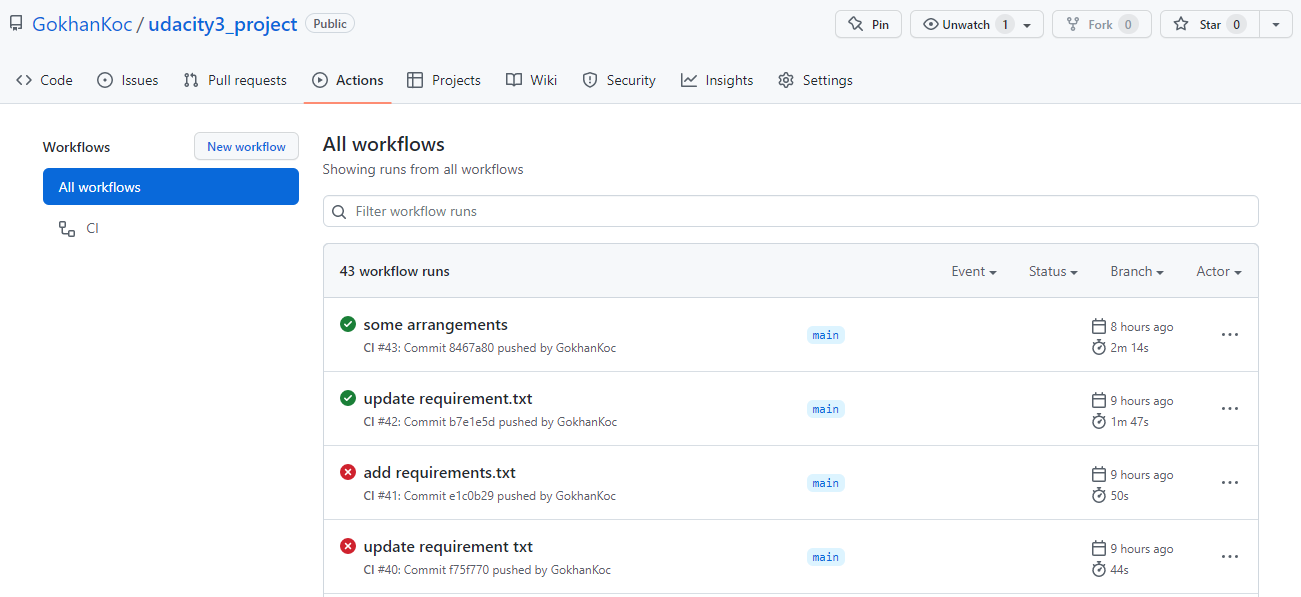 GokhanKoc / udacity3_project Public Pin Unwatch 1 Fork 0 Star 0
Code Issues Pull requests Actions Projects Wiki Security Insights Settings
Workflows New workflow
All workflows
CI
All workflows
Showing runs from all workflows
Filter workflow runs
43 workflow runs Event Status Branch Actor
some arrangements
CI #43: Commit 8467a80 pushed by GokhanKoc
main
8 hours ago
2m 14s
update requirement.txt
CI #42: Commit b7e1e5d pushed by GokhanKoc
main
9 hours ago
1m 47s
add requirements.txt
CI #41: Commit e1c0b29 pushed by GokhanKoc
main
9 hours ago
50s
update requirement txt
CI #40: Commit f75f770 pushed by GokhanKoc
main
9 hours ago
44s